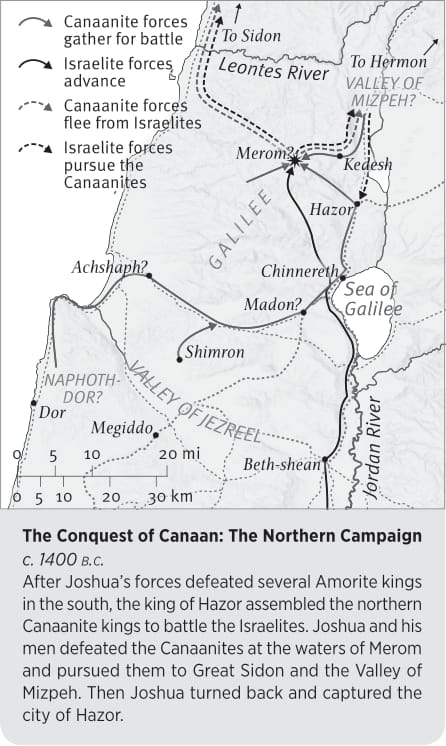 Canaanite forces
gather for battle
Israelite forces
advance
Canaanite forces
flee from Israelites
Israelite forces
pursue the
Canaanites
To Sidon
Leontes River
To Hermon
VALLEY OF
MIZPEH?
Merom?
Kedesh
GALILEE
Hazor
Achshaph?
Chinnereth
Sea of
Galilee
Madon?
Shimron
NAPHOTH-
DOR?
Dor
VALLEY OF JEZREEL
Megiddo
Beth-shean
Jordan River
0 5 10 20 mi
0 5 10 20 30 km
The Conquest of Canaan: The Northern Campaign
c. 1400 B.C.
After Joshua’s forces defeated several Amorite kings
in the south, the king of Hazor assembled the northern
Canaanite kings to battle the Israelites. Joshua and his
men defeated the Canaanites at the waters of Merom
and pursued them to Great Sidon and the Valley of
Mizpeh. Then Joshua turned back and captured the
city of Hazor.